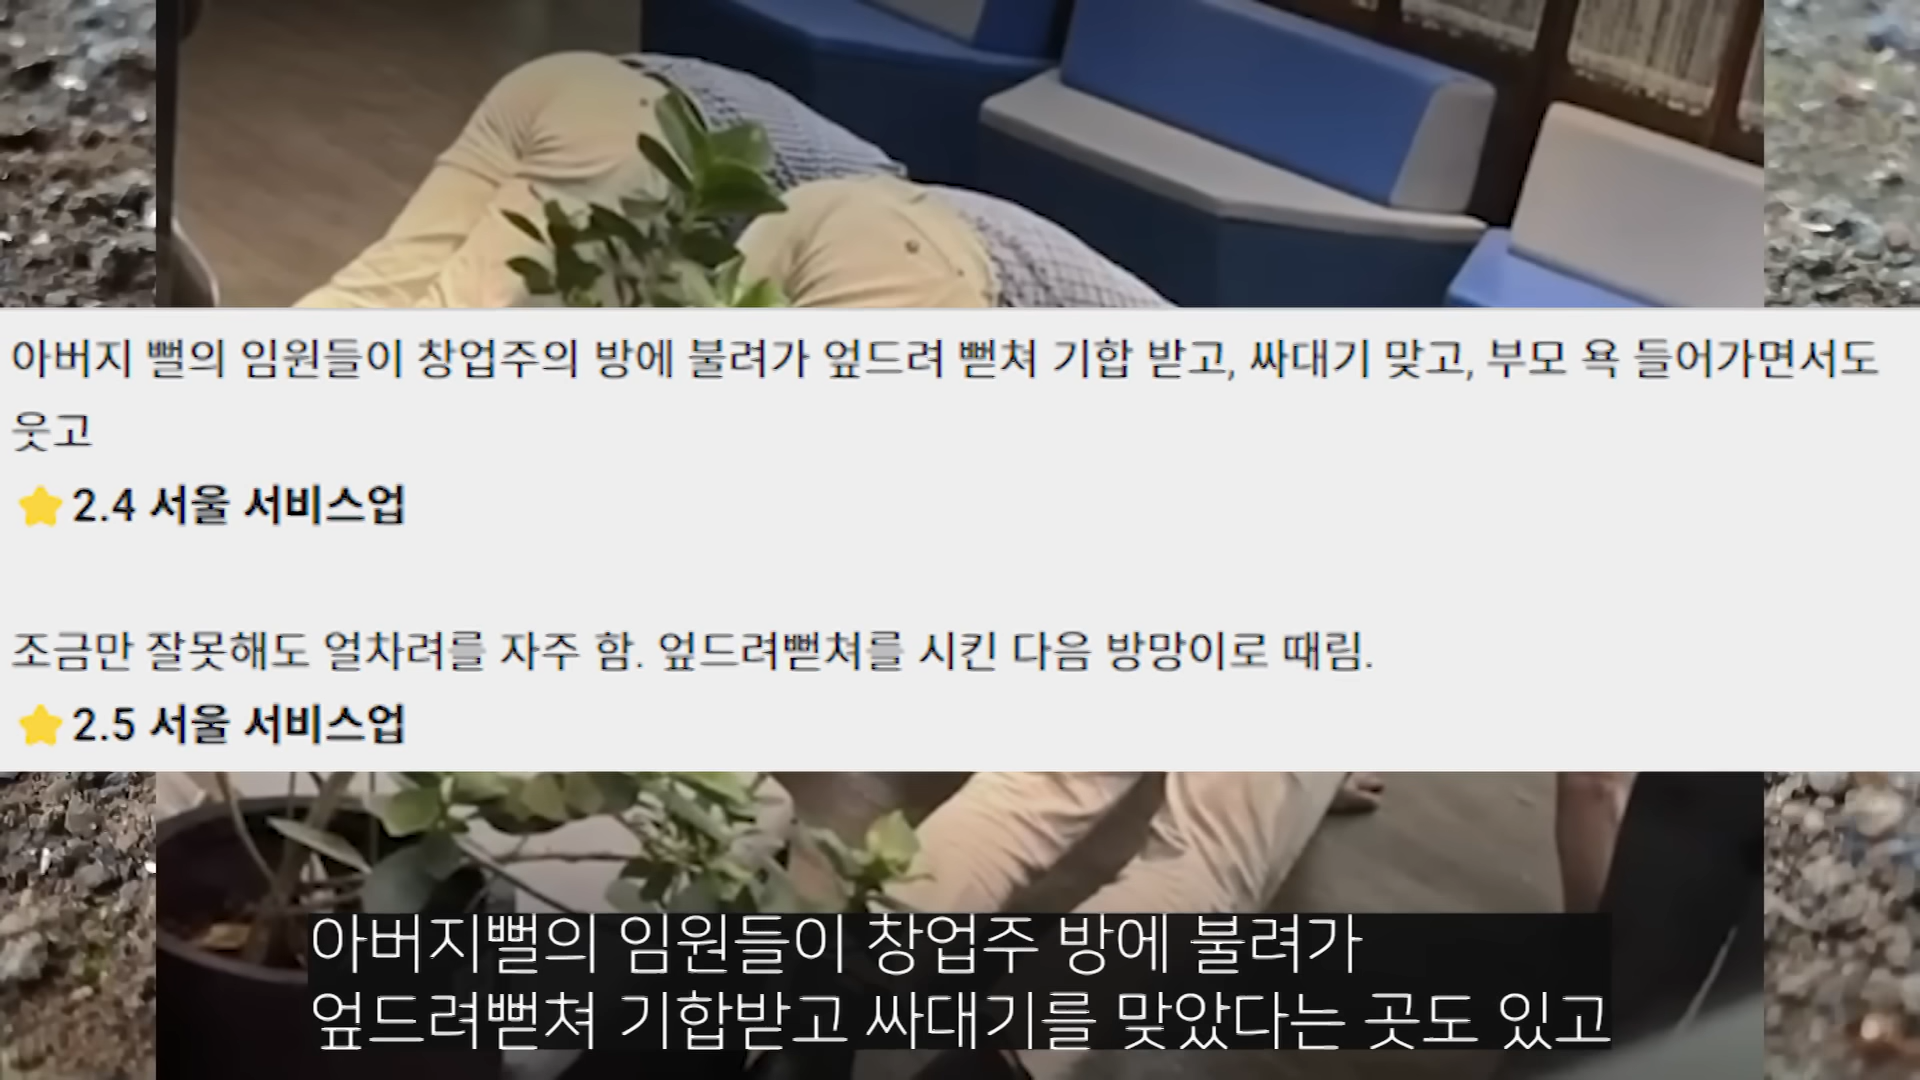 아버지 뻘의 임원들이 창업주의 방에 불려가 엎드려 뻗쳐 기합 받고, 싸대기 맞고, 부모 욕 들어가면서도
웃고
⭐ 2.4 서울 서비스업
조금만 잘못해도 얼차려를 자주 함. 엎드려뻗쳐를 시킨 다음 방망이로 때림.
⭐ 2.5 서울 서비스업
아버지뻘의 임원들이 창업주 방에 불려가
엎드려뻗쳐 기합받고 싸대기를 맞았다는 곳도 있고